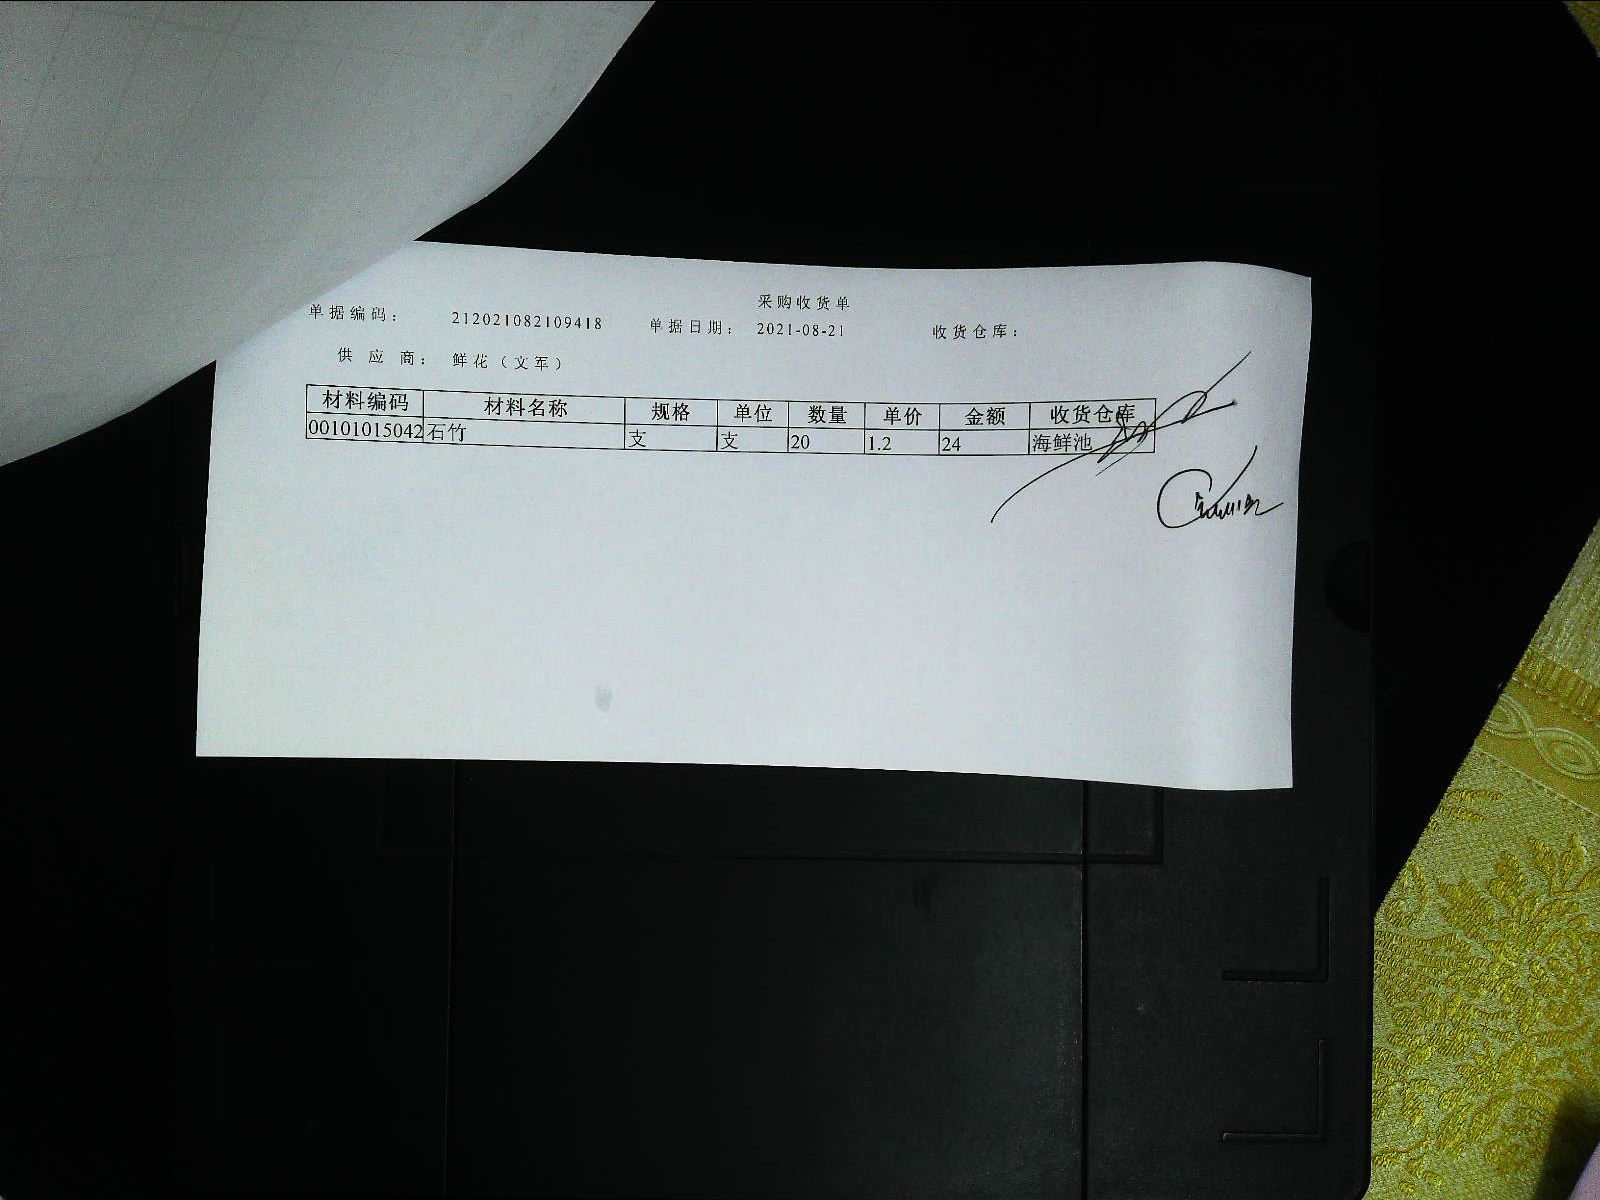 采购收货单
单据编码： 212021082109418 单据日期： 2021-08-21 收货仓库：
供应商： 鲜花（文军）
材料编码 材料名称 规格 单位 数量 单价 金额 收货仓库
00101015042 石竹 支 支 20 1.2 24 海鲜池